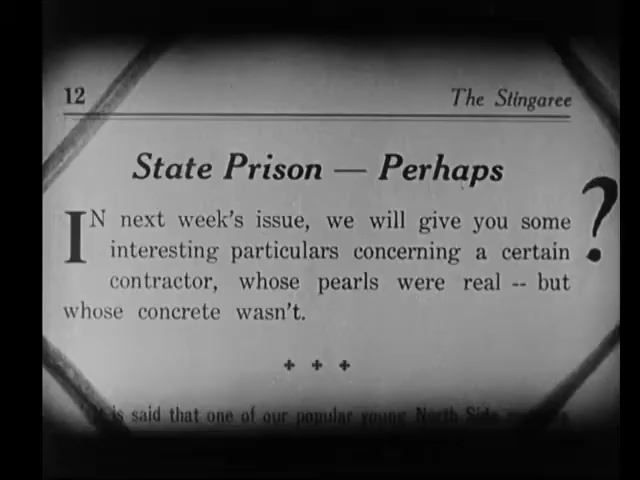 12 The Stingaree
State Prison — Perhaps
IN next week's issue, we will give you some ?
interesting particulars concerning a certain
contractor, whose pearls were real -- but
whose concrete wasn't.
is said that one of our popular young North Side